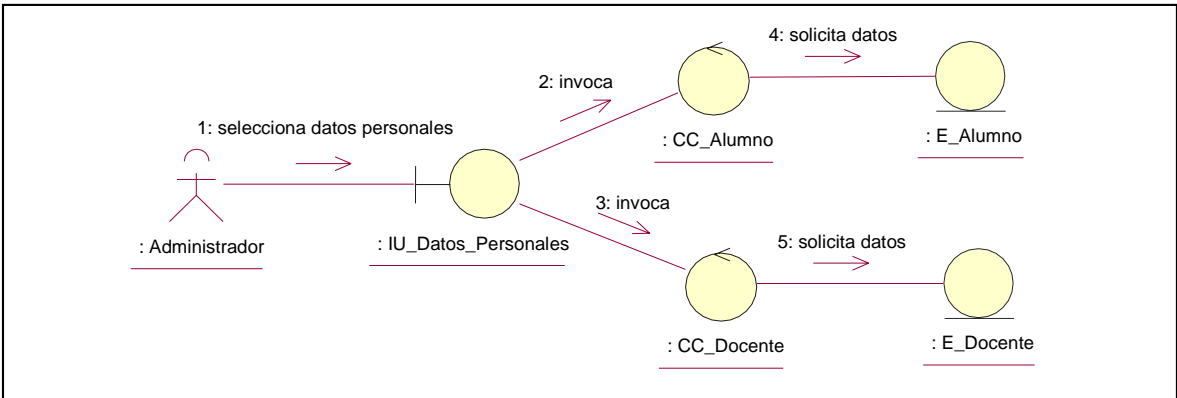 4: solicita datos
2: invoca
1: selecciona datos personales
: CC_Alumno
: E_Alumno
3: invoca
: Administrador
: IU_Datos_Personales
5: solicita datos
: CC_Docente
: E_Docente